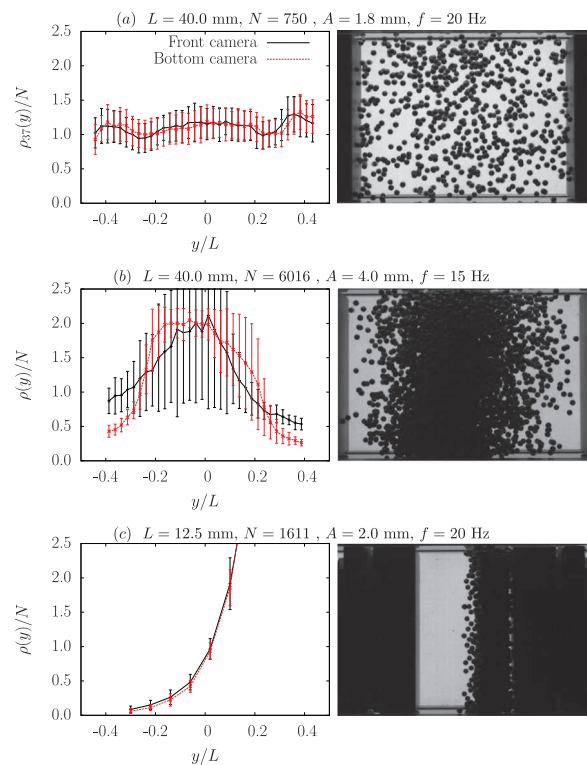 (a) L = 40.0 mm, N = 750 , A = 1.8 mm, f = 20 Hz
Front camera
Bottom camera
ρ37(y)/N
2.5
2.0
1.5
1.0
0.5
0
-0.4 -0.2 0 0.2 0.4
y/L
(b) L = 40.0 mm, N = 6016 , A = 4.0 mm, f = 15 Hz
ρ(y)/N
2.5
2.0
1.5
1.0
0.5
0.0
-0.4 -0.2 0 0.2 0.4
y/L
(c) L = 12.5 mm, N = 1611 , A = 2.0 mm, f = 20 Hz
ρ(y)/N
2.5
2.0
1.5
1.0
0.5
0
-0.4 -0.2 0 0.2 0.4
y/L